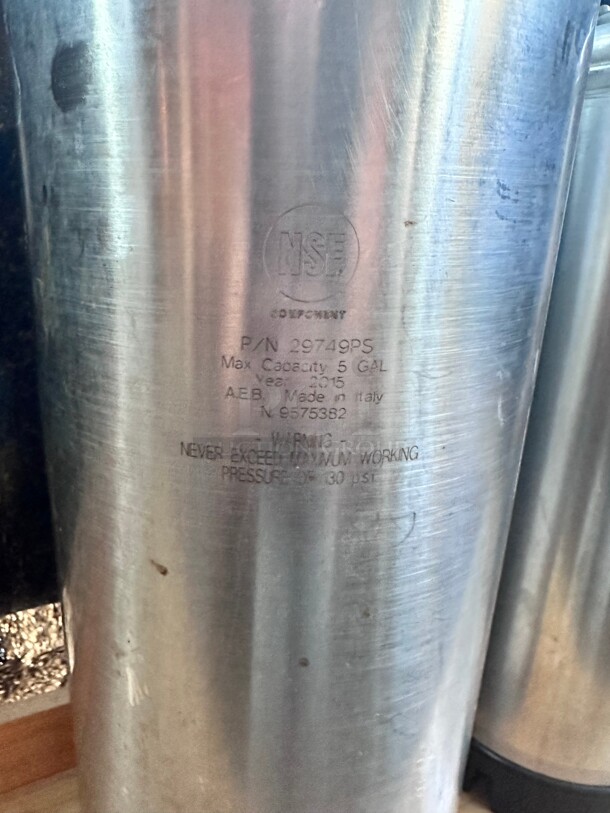 NSF
COMPONENT
P/N 29749PS
Max Capacity 5 GAL
Year 2015
A.E.B. Made in Italy
N. 9575382
- WARNING -
NEVER EXCEED MAXIMUM WORKING
PRESSURE OF 130 psi